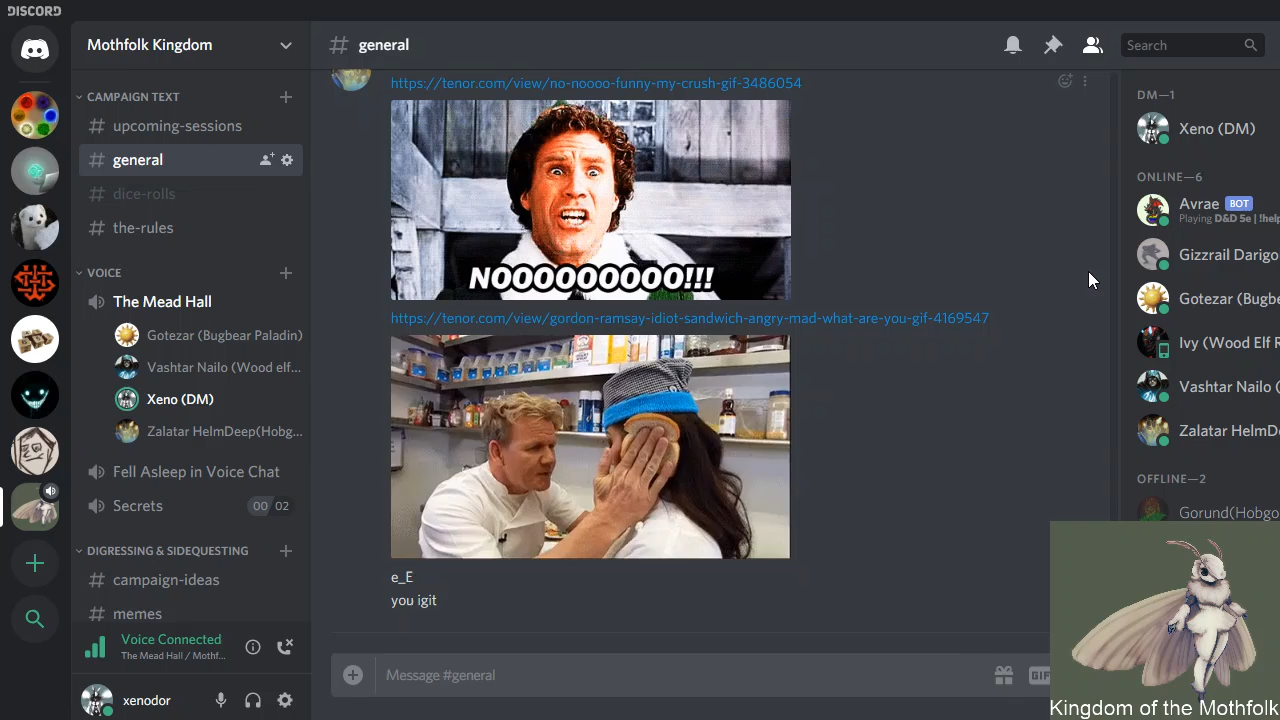 DISCORD
Mothfolk Kingdom
CAMPAIGN TEXT
# upcoming-sessions
# general
# dice-rolls
# the-rules
VOICE
The Mead Hall
Gotezar (Bugbear Paladin)
Vashtar Nailo (Wood elf...
Xeno (DM)
Zalatar HelmDeep(Hobg...
Fell Asleep in Voice Chat
Secrets 00 02
DIGRESSING & SIDEQUESTING
# campaign-ideas
# memes
Voice Connected
The Mead Hall / Mothf...
xenodor
# general
Search
https://tenor.com/view/no-noooo-funny-my-crush-gif-3486054
NOOOOOOOOO!!!
https://tenor.com/view/gordon-ramsay-idiot-sandwich-angry-mad-what-are-you-gif-4169547
e_E
you igit
Message #general
GIF
DM—1
Xeno (DM)
ONLINE—6
Avrae BOT
Playing D&D 5e | !help
Gizzrail Darigo
Gotezar (Bugbe
Ivy (Wood Elf R
Vashtar Nailo (
Zalatar HelmDe
OFFLINE—2
Gorund(Hobgo
Kingdom of the Mothfolk